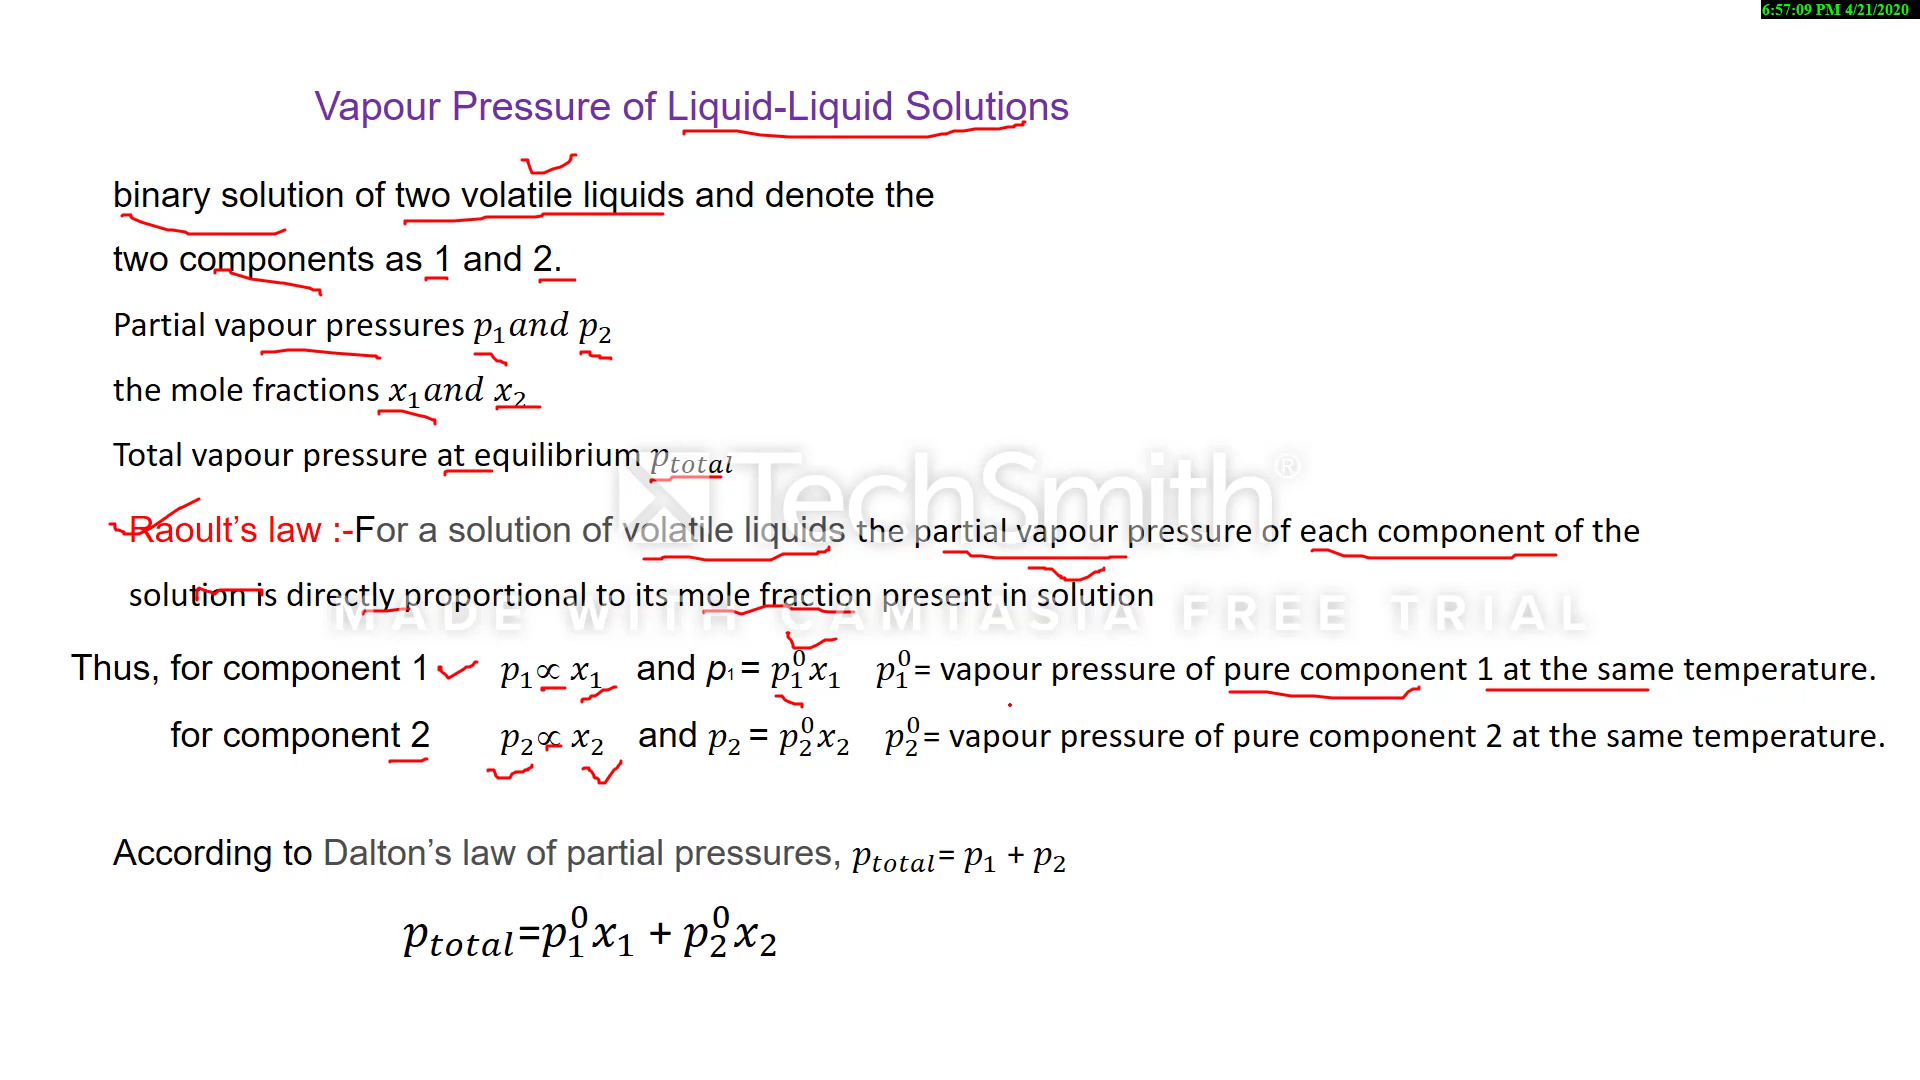 6:57:09 PM 4/21/2020
Vapour Pressure of Liquid-Liquid Solutions
binary solution of two volatile liquids and denote the
two components as 1 and 2.
Partial vapour pressures p₁ and p₂
the mole fractions x₁ and x₂
Total vapour pressure at equilibrium p_total
TechSmith®
Raoult’s law :-For a solution of volatile liquids the partial vapour pressure of each component of the
solution is directly proportional to its mole fraction present in solution
MADE WITH CAMTASIA FREE TRIAL
Thus, for component 1 p₁ ∝ x₁ and p₁ = p₁⁰x₁ p₁⁰= vapour pressure of pure component 1 at the same temperature.
for component 2 p₂∝ x₂ and p₂ = p₂⁰x₂ p₂⁰= vapour pressure of pure component 2 at the same temperature.
According to Dalton’s law of partial pressures, p_total= p₁ + p₂
p_total=p₁⁰x₁ + p₂⁰x₂